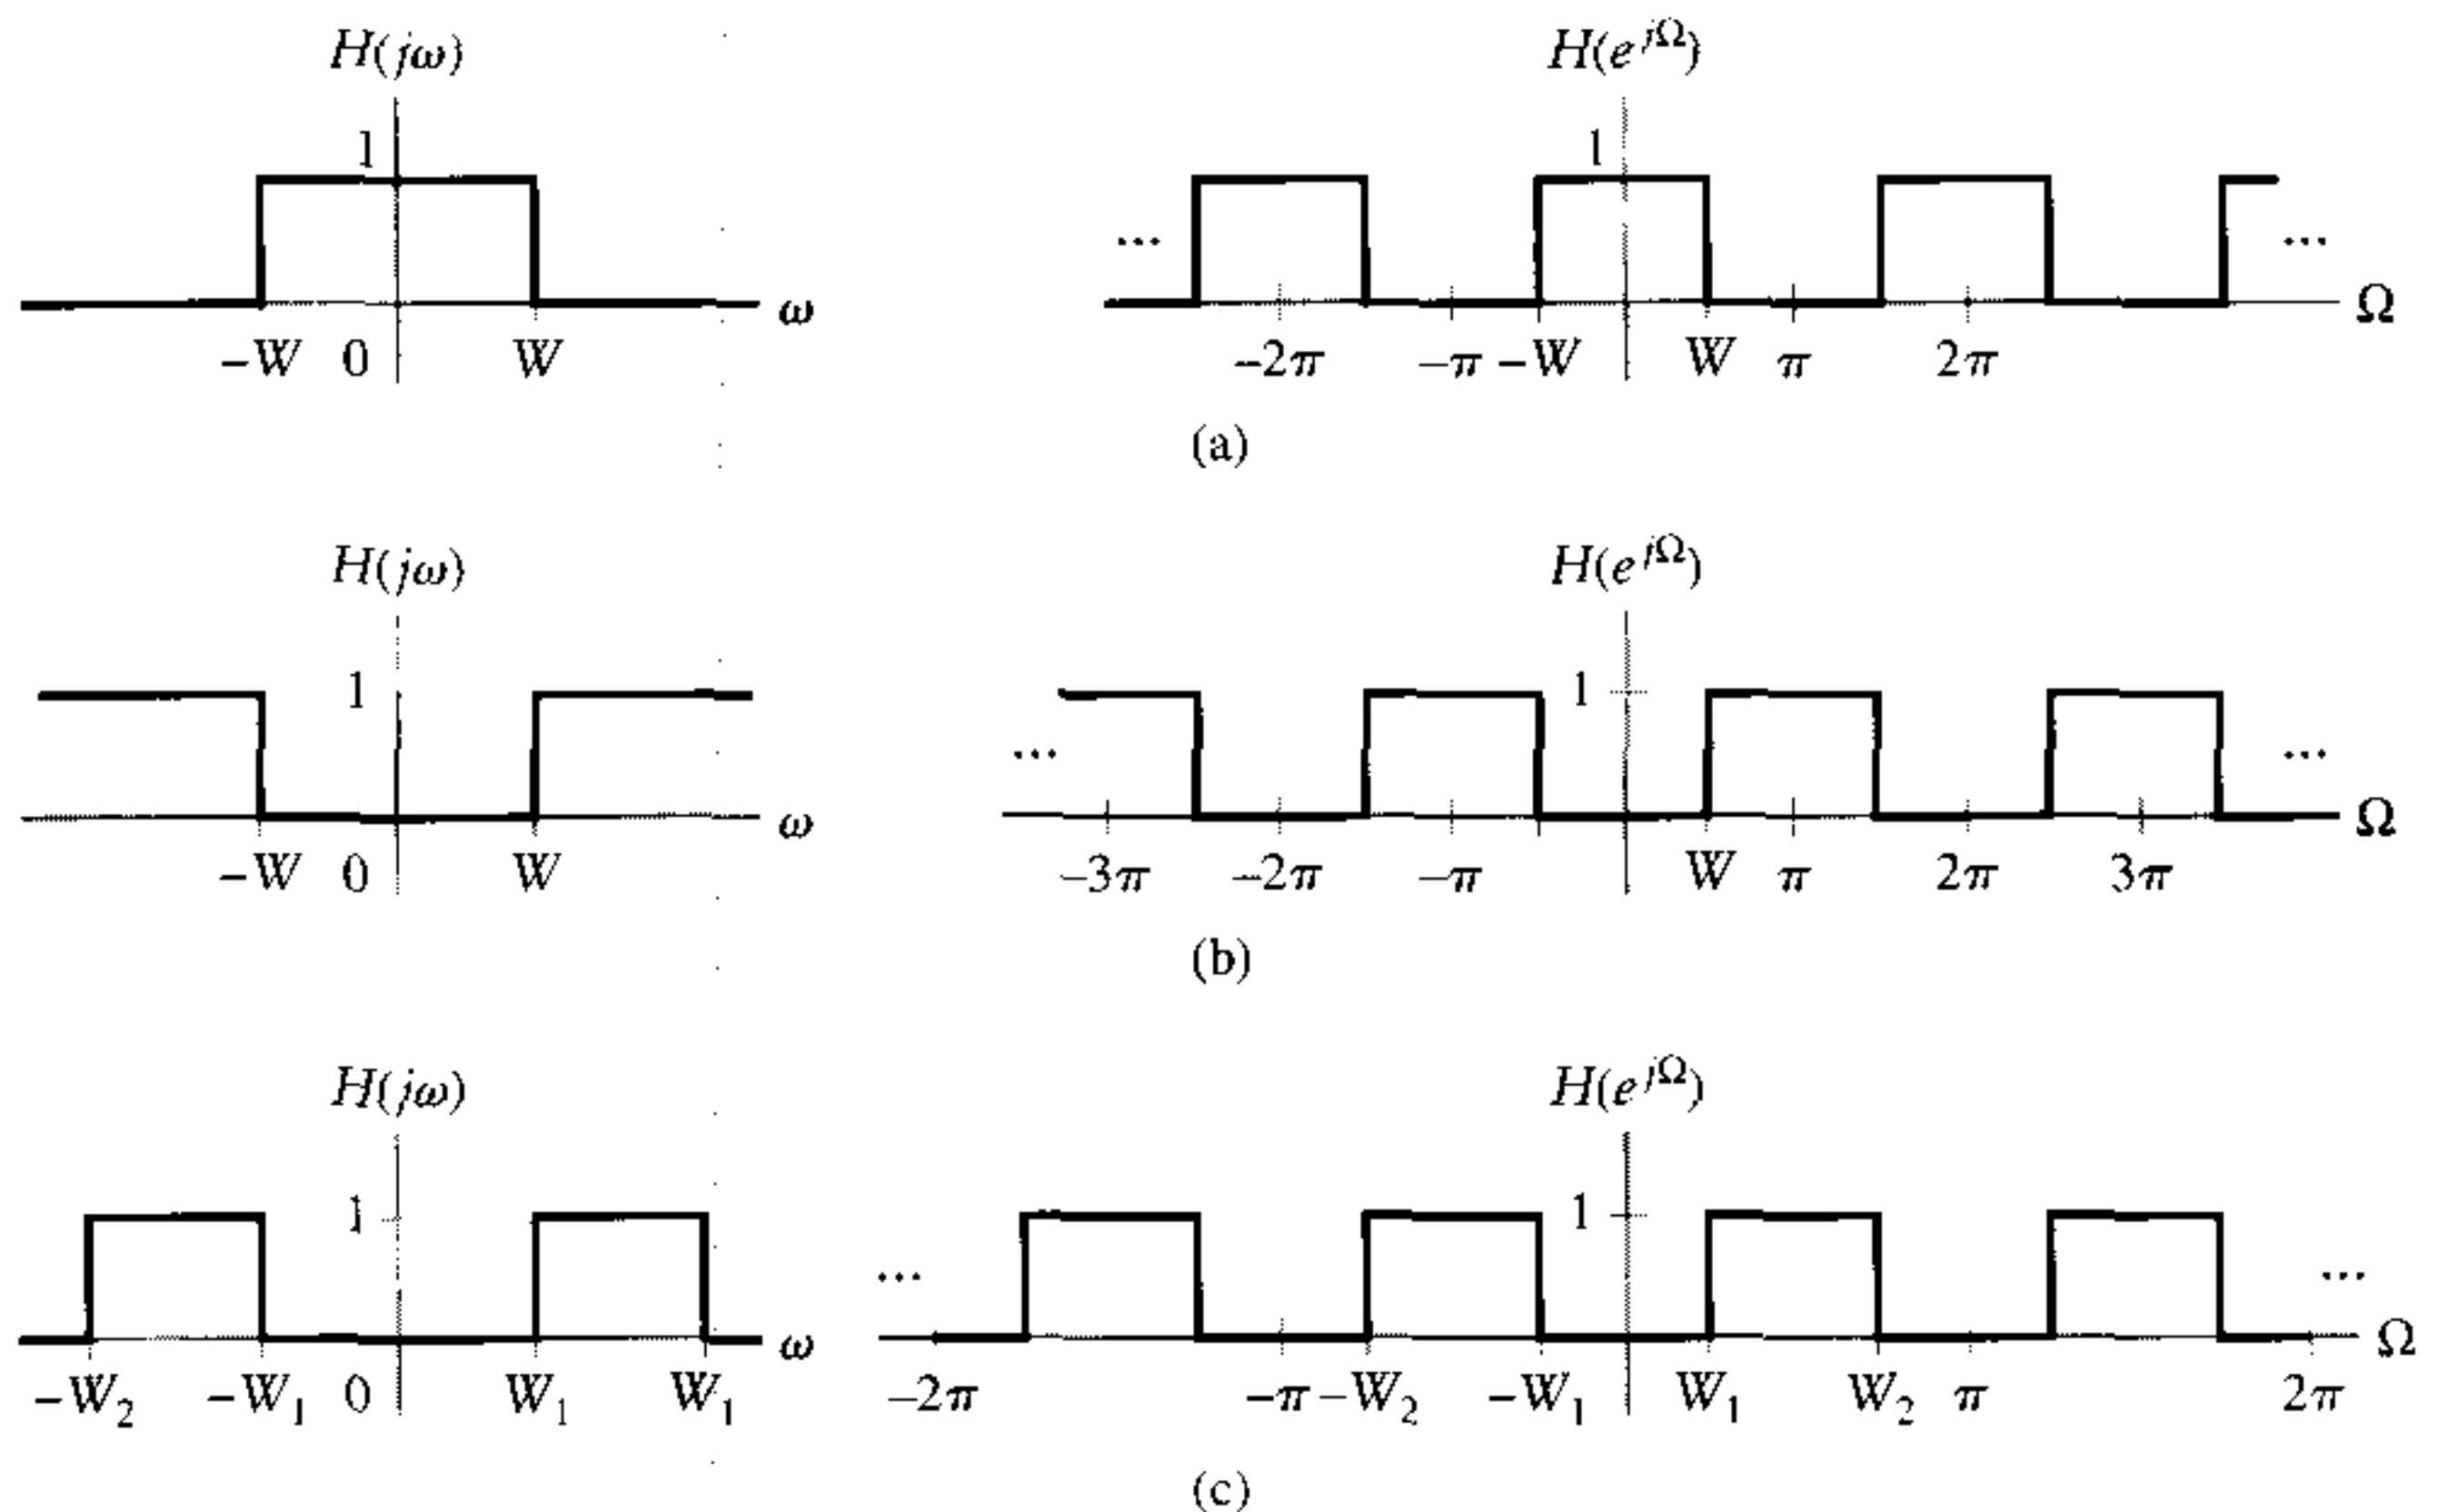 H(jω) H(e^{jΩ})
1 1
... ...
ω Ω
−W 0 W −2π −π −W W π 2π
(a)
H(jω) H(e^{jΩ})
1 1
... ...
ω Ω
−W 0 W −3π −2π −π W π 2π 3π
(b)
H(jω) H(e^{jΩ})
1 1
... ...
ω Ω
−W₂ −W₁ 0 W₁ W₁ −2π −π −W₂ −W₁ W₁ W₂ π 2π
(c)